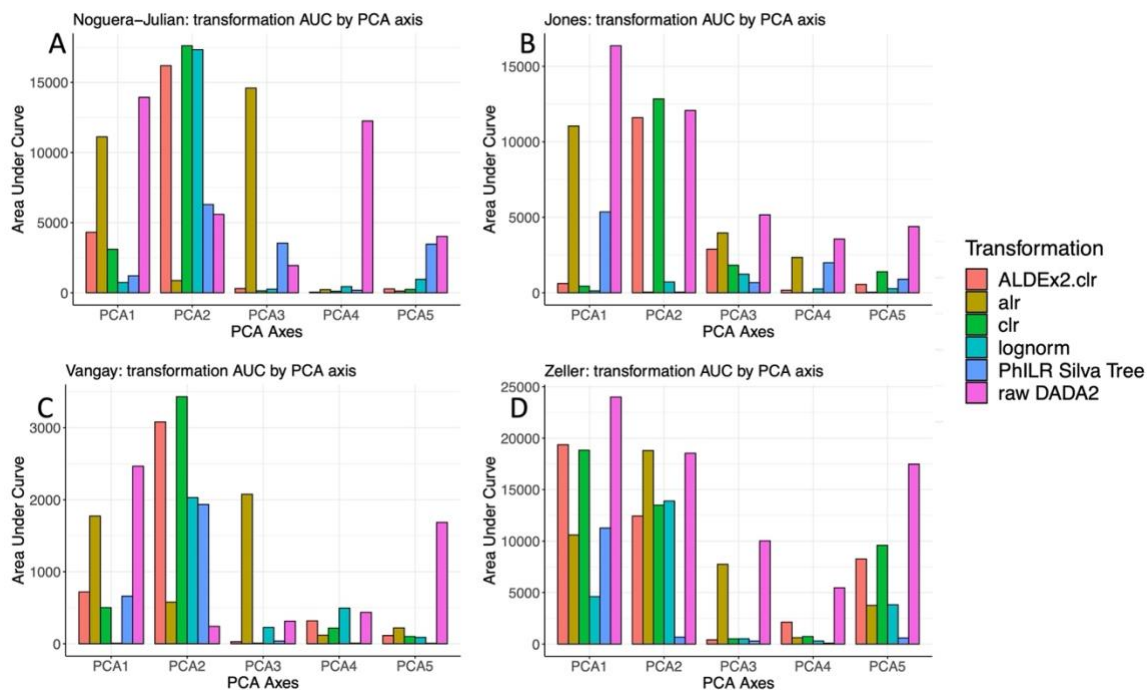 A
Noguera-Julian: transformation AUC by PCA axis
Area Under Curve
15000
10000
5000
0
PCA1 PCA2 PCA3 PCA4 PCA5
PCA Axes
B
Jones: transformation AUC by PCA axis
Area Under Curve
15000
10000
5000
0
PCA1 PCA2 PCA3 PCA4 PCA5
PCA Axes
C
Vangay: transformation AUC by PCA axis
Area Under Curve
3000
2000
1000
0
PCA1 PCA2 PCA3 PCA4 PCA5
PCA Axes
D
Zeller: transformation AUC by PCA axis
Area Under Curve
25000
20000
15000
10000
5000
0
PCA1 PCA2 PCA3 PCA4 PCA5
PCA Axes
Transformation
ALDEx2.clr
alr
clr
lognorm
PhILR Silva Tree
raw DADA2